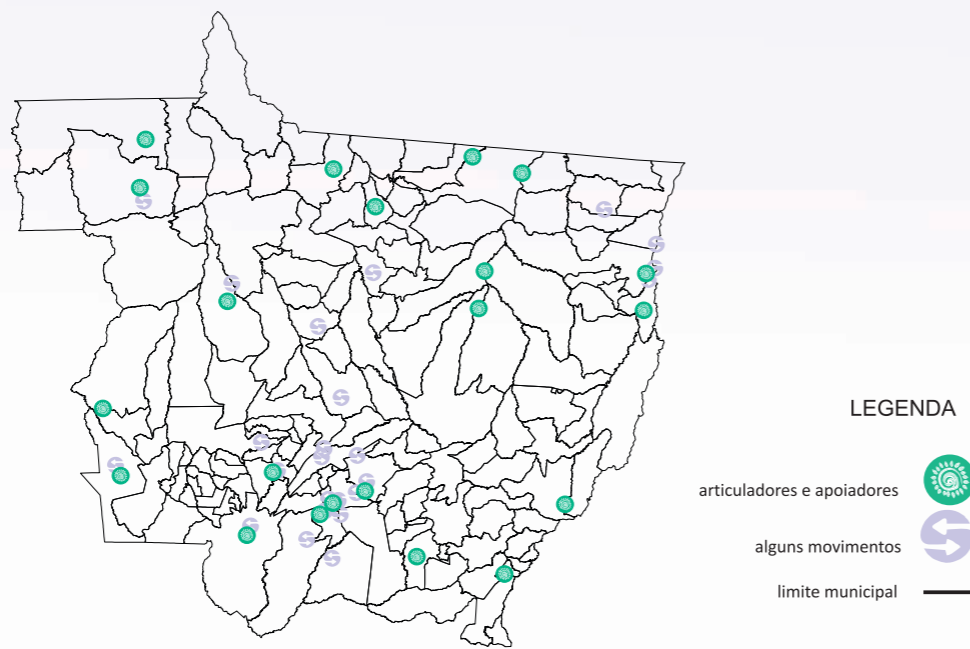 LEGENDA
articuladores e apoiadores
alguns movimentos
limite municipal